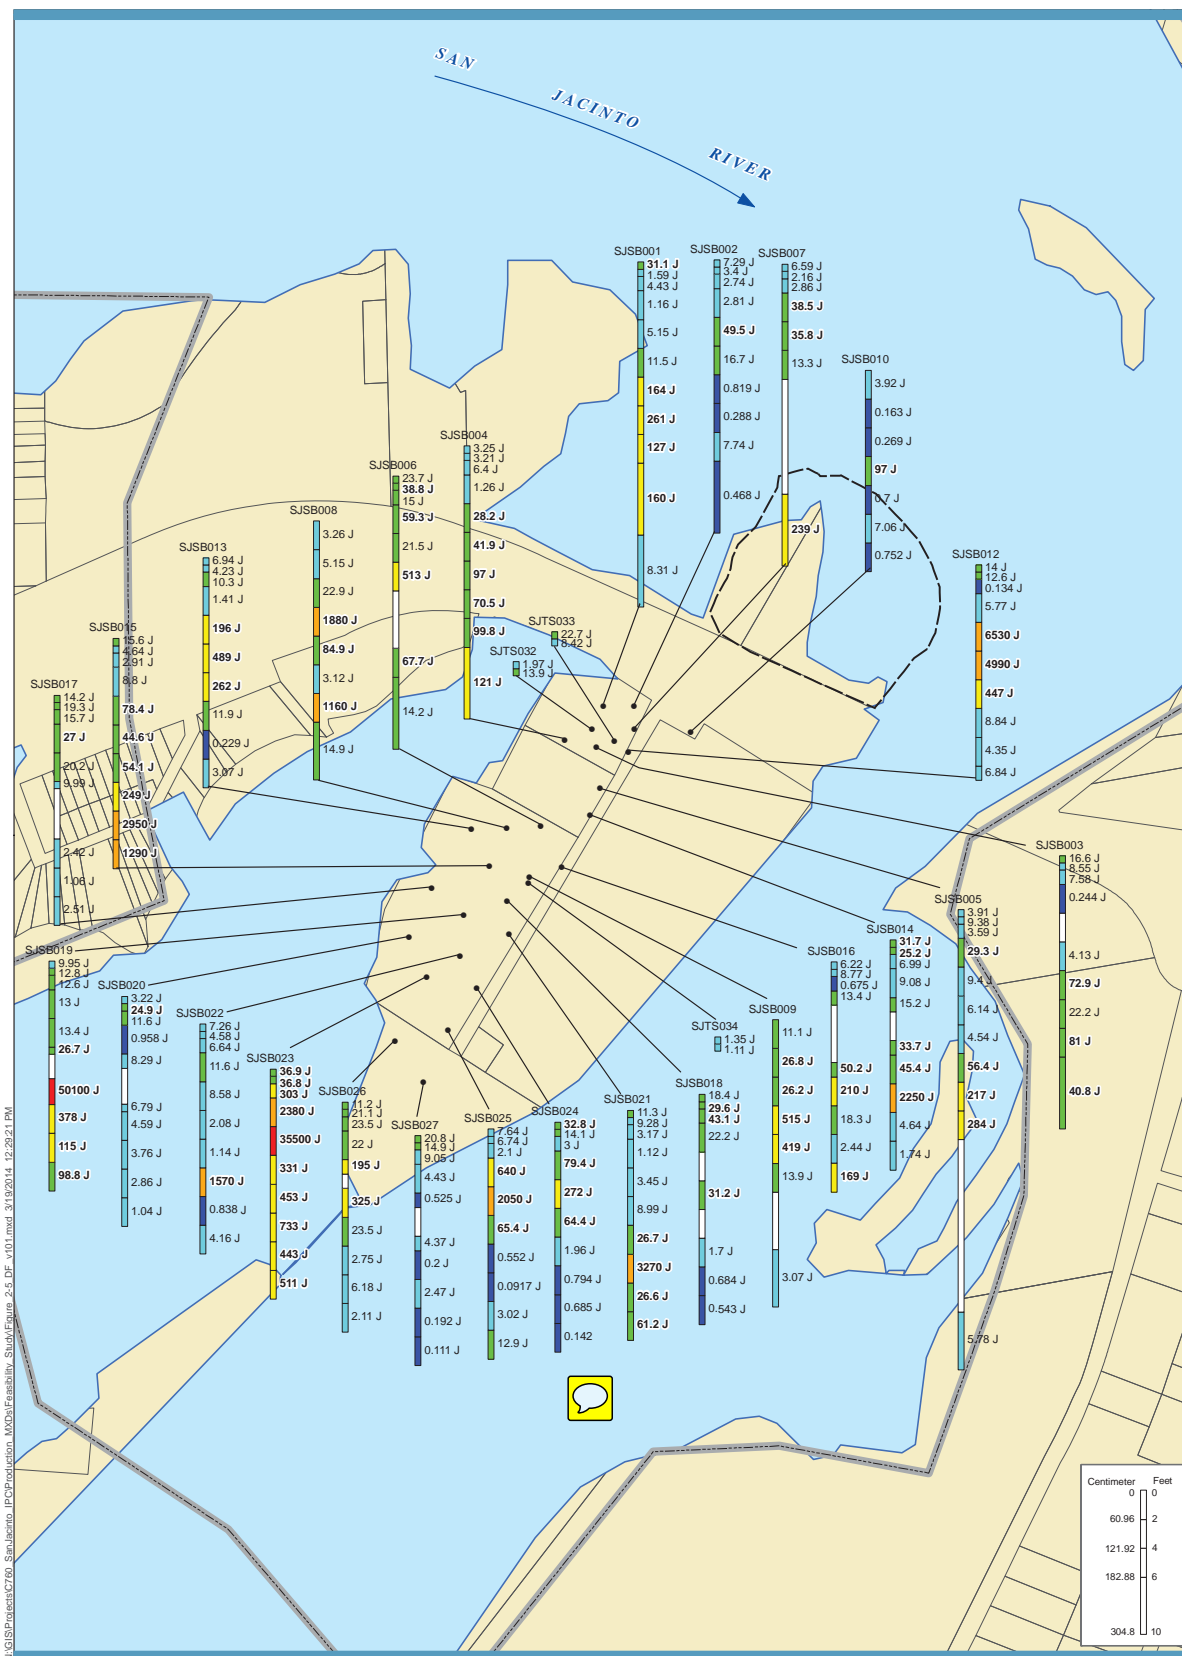 SAN
JACINTO
RIVER
SJSB001
31.1 J
1.59 J
4.43 J
1.16 J
5.15 J
11.5 J
164 J
261 J
127 J
160 J
8.31 J
SJSB002
7.29 J
3.4 J
2.74 J
2.81 J
49.5 J
16.7 J
0.819 J
0.288 J
7.74 J
0.468 J
SJSB007
6.59 J
2.16 J
2.86 J
38.5 J
35.8 J
13.3 J
239 J
SJSB010
3.92 J
0.163 J
0.269 J
97 J
0.7 J
7.06 J
0.752 J
SJSB004
3.25 J
3.21 J
6.4 J
1.26 J
28.2 J
41.9 J
97 J
70.5 J
99.8 J
121 J
SJSB006
23.7 J
38.8 J
15 J
59.3 J
21.5 J
513 J
67.7 J
14.2 J
SJSB008
3.26 J
5.15 J
22.9 J
1880 J
84.9 J
3.12 J
1160 J
14.9 J
SJSB013
6.94 J
4.23 J
10.3 J
1.41 J
196 J
489 J
262 J
11.9 J
0.229 J
3.07 J
SJSB012
14 J
12.6 J
0.134 J
5.77 J
6530 J
4990 J
447 J
8.84 J
4.35 J
6.84 J
SJTS033
22.7 J
8.42 J
SJTS032
1.97 J
13.9 J
SJSB015
15.6 J
4.64 J
2.91 J
8.8 J
78.4 J
44.6 J
54.1 J
249 J
2950 J
1290 J
SJSB017
14.2 J
19.3 J
15.7 J
27 J
20.2 J
9.99 J
2.42 J
1.06 J
2.51 J
SJSB003
16.6 J
8.55 J
7.58 J
0.244 J
4.13 J
72.9 J
22.2 J
81 J
40.8 J
SJSB005
3.91 J
9.38 J
3.59 J
29.3 J
9.4 J
6.14 J
4.54 J
56.4 J
217 J
284 J
5.78 J
SJSB014
31.7 J
25.2 J
6.99 J
9.08 J
15.2 J
33.7 J
45.4 J
2250 J
4.64 J
1.74 J
SJSB016
6.22 J
8.77 J
0.675 J
13.4 J
50.2 J
210 J
18.3 J
2.44 J
169 J
SJSB009
11.1 J
26.8 J
26.2 J
515 J
419 J
13.9 J
3.07 J
SJTS034
1.35 J
1.11 J
SJSB019
9.95 J
12.8 J
12.6 J
13 J
13.4 J
26.7 J
50100 J
378 J
115 J
98.8 J
SJSB020
3.22 J
24.9 J
11.6 J
0.958 J
8.29 J
6.79 J
4.59 J
3.76 J
2.86 J
1.04 J
SJSB022
7.26 J
4.58 J
6.64 J
11.6 J
8.58 J
2.08 J
1.14 J
1570 J
0.838 J
4.16 J
SJSB023
36.9 J
36.8 J
303 J
2380 J
35500 J
331 J
453 J
733 J
443 J
511 J
SJSB026
11.2 J
21.1 J
23.5 J
22 J
195 J
325 J
23.5 J
2.75 J
6.18 J
2.11 J
SJSB027
20.8 J
14.9 J
9.05 J
4.43 J
0.525 J
4.37 J
0.2 J
2.47 J
0.192 J
0.111 J
SJSB025
7.64 J
6.74 J
2.1 J
640 J
2050 J
65.4 J
0.552 J
0.0917 J
3.02 J
12.9 J
SJSB024
32.8 J
14.1 J
3 J
79.4 J
272 J
64.4 J
1.96 J
0.794 J
0.685 J
0.142
SJSB021
11.3 J
9.28 J
3.17 J
1.12 J
3.45 J
8.99 J
26.7 J
3270 J
26.6 J
61.2 J
SJSB018
18.4 J
29.6 J
43.1 J
22.2 J
31.2 J
1.7 J
0.684 J
0.543 J
Centimeter Feet
0 0
60.96 2
121.92 4
182.88 6
304.8 10
:\GIS\Projects\C760_SanJacinto_IPC\Production_MXDs\Feasibility_Study\Figure_2-5_DF_v101.mxd 3/19/2014 12:29:21 PM